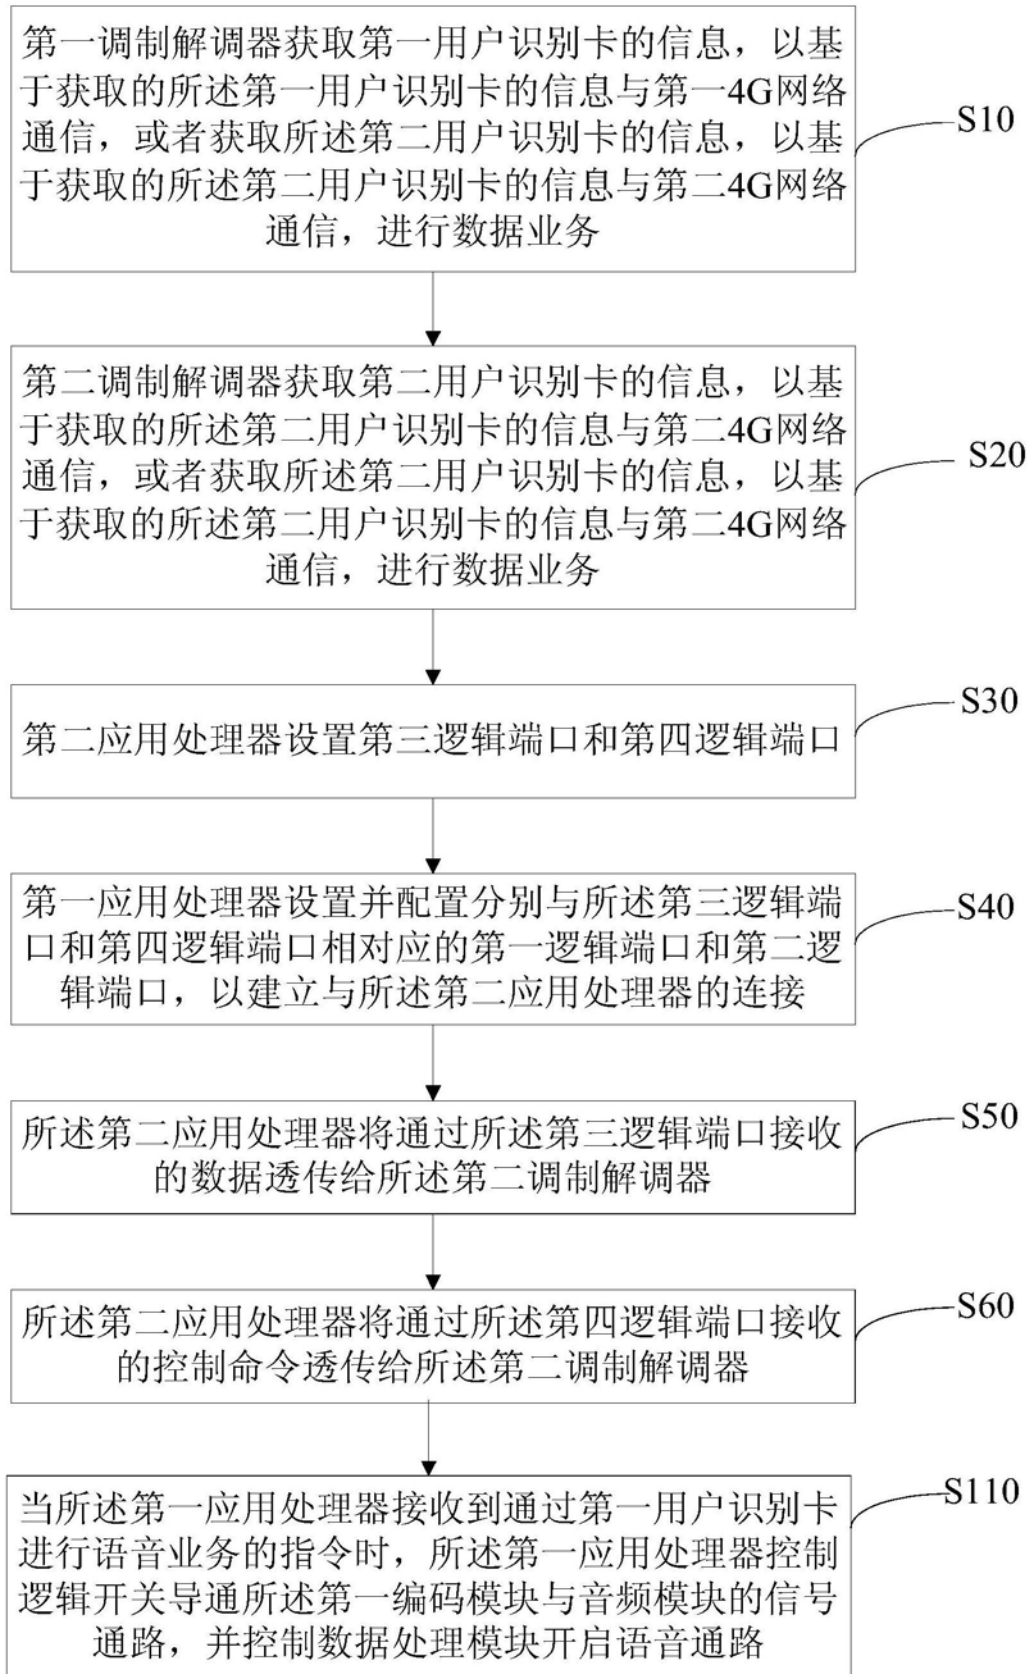 第一调制解调器获取第一用户识别卡的信息，以基
于获取的所述第一用户识别卡的信息与第一4G网络
通信，或者获取所述第二用户识别卡的信息，以基
于获取的所述第二用户识别卡的信息与第二4G网络
通信，进行数据业务
S10
第二调制解调器获取第二用户识别卡的信息，以基
于获取的所述第二用户识别卡的信息与第二4G网络
通信，或者获取所述第二用户识别卡的信息，以基
于获取的所述第二用户识别卡的信息与第二4G网络
通信，进行数据业务
S20
第二应用处理器设置第三逻辑端口和第四逻辑端口
S30
第一应用处理器设置并配置分别与所述第三逻辑端
口和第四逻辑端口相对应的第一逻辑端口和第二逻
辑端口，以建立与所述第二应用处理器的连接
S40
所述第二应用处理器将通过所述第三逻辑端口接收
的数据透传给所述第二调制解调器
S50
所述第二应用处理器将通过所述第四逻辑端口接收
的控制命令透传给所述第二调制解调器
S60
当所述第一应用处理器接收到通过第一用户识别卡
进行语音业务的指令时，所述第一应用处理器控制
逻辑开关导通所述第一编码模块与音频模块的信号
通路，并控制数据处理模块开启语音通路
S110